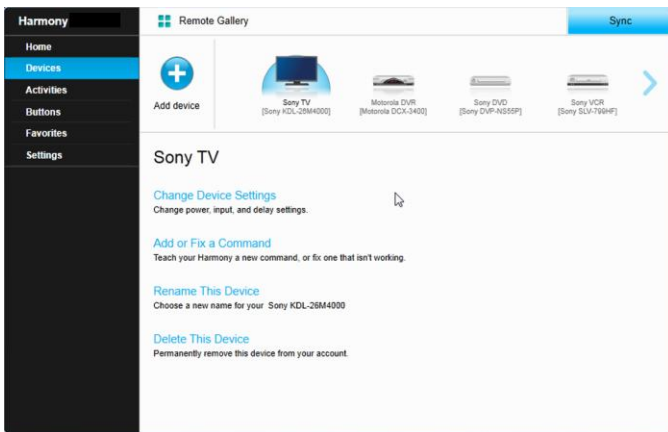 Harmony
Remote Gallery
Sync
Home
Devices
Activities
Buttons
Favorites
Settings
Add device
Sony TV
[Sony KDL-26M4000]
Motorola DVR
[Motorola DCX-3400]
Sony DVD
[Sony DVP-NS55P]
Sony VCR
[Sony SLV-799HF]
Sony TV
Change Device Settings
Change power, input, and delay settings.
Add or Fix a Command
Teach your Harmony a new command, or fix one that isn't working.
Rename This Device
Choose a new name for your Sony KDL-26M4000
Delete This Device
Permanently remove this device from your account.